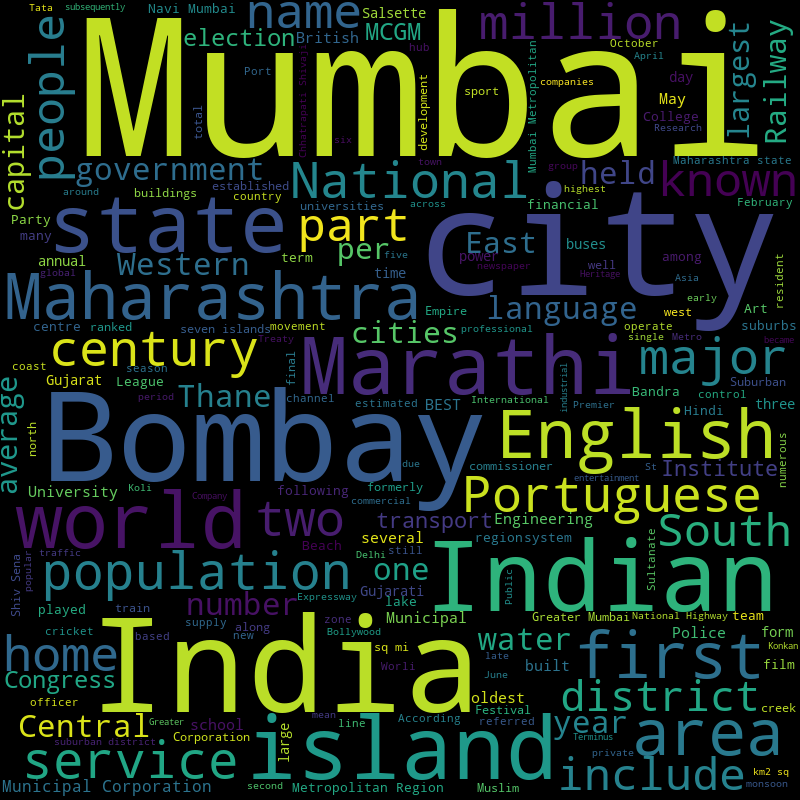 Tata
subsequently
Navi Mumbai
name
Salsette
million
Mumbai
people
election
British
MCGM
hub
October
April
largest
Railway
capital
Port
total
Chhatrapati Shivaji
six
development
sport
companies
Mumbai Metropolitan
day
May
College
Research
government
National
town
group
held
Maharashtra state
known
around
buildings
established
country
universities
across
highest
financial
February
Party
many
state
part
city
East
buses
power
among
annual
Western
term
per
time
five
newspaper
well
Heritage
Asia
resident
global
Maharashtra
Empire
language
early
west
Art
centre
ranked
seven islands
movement
Treaty
cities
professional
operate
single
Metro
suburbs
became
century
Marathi
major
coast
season
final
Gujarat
League
Thane
channel
International
industrial
Premier
Bandra
Suburban
control
average
north
period
Bombay
estimated
BEST
English
Hindi
three
numerous
due
commissioner
St
Institute
University
Koli
Company
following
formerly
commercial
entertainment
Portuguese
world
two
transport
Engineering
South
Beach
several
regionsystem
Shiv Sena
popular
traffic
Delhi
still
Indian
Public
Sultanate
population
one
Gujarati
number
Expressway
lake
played
train
supply
zone
Municipal
Greater Mumbai
National Highway
team
cricket
based
along
new
Bollywood
India
sq mi
Worli
water
late
June
built
Police
form
Konkan
home
first
film
Congress
officer
oldest
district
creek
Central
Greater
school
line
According
Festival
referred
year
area
suburban district
Corporation
large
mean
Terminus
service
island
private
include
km2 sq
monsoon
Municipal Corporation
second
Metropolitan Region
Muslim